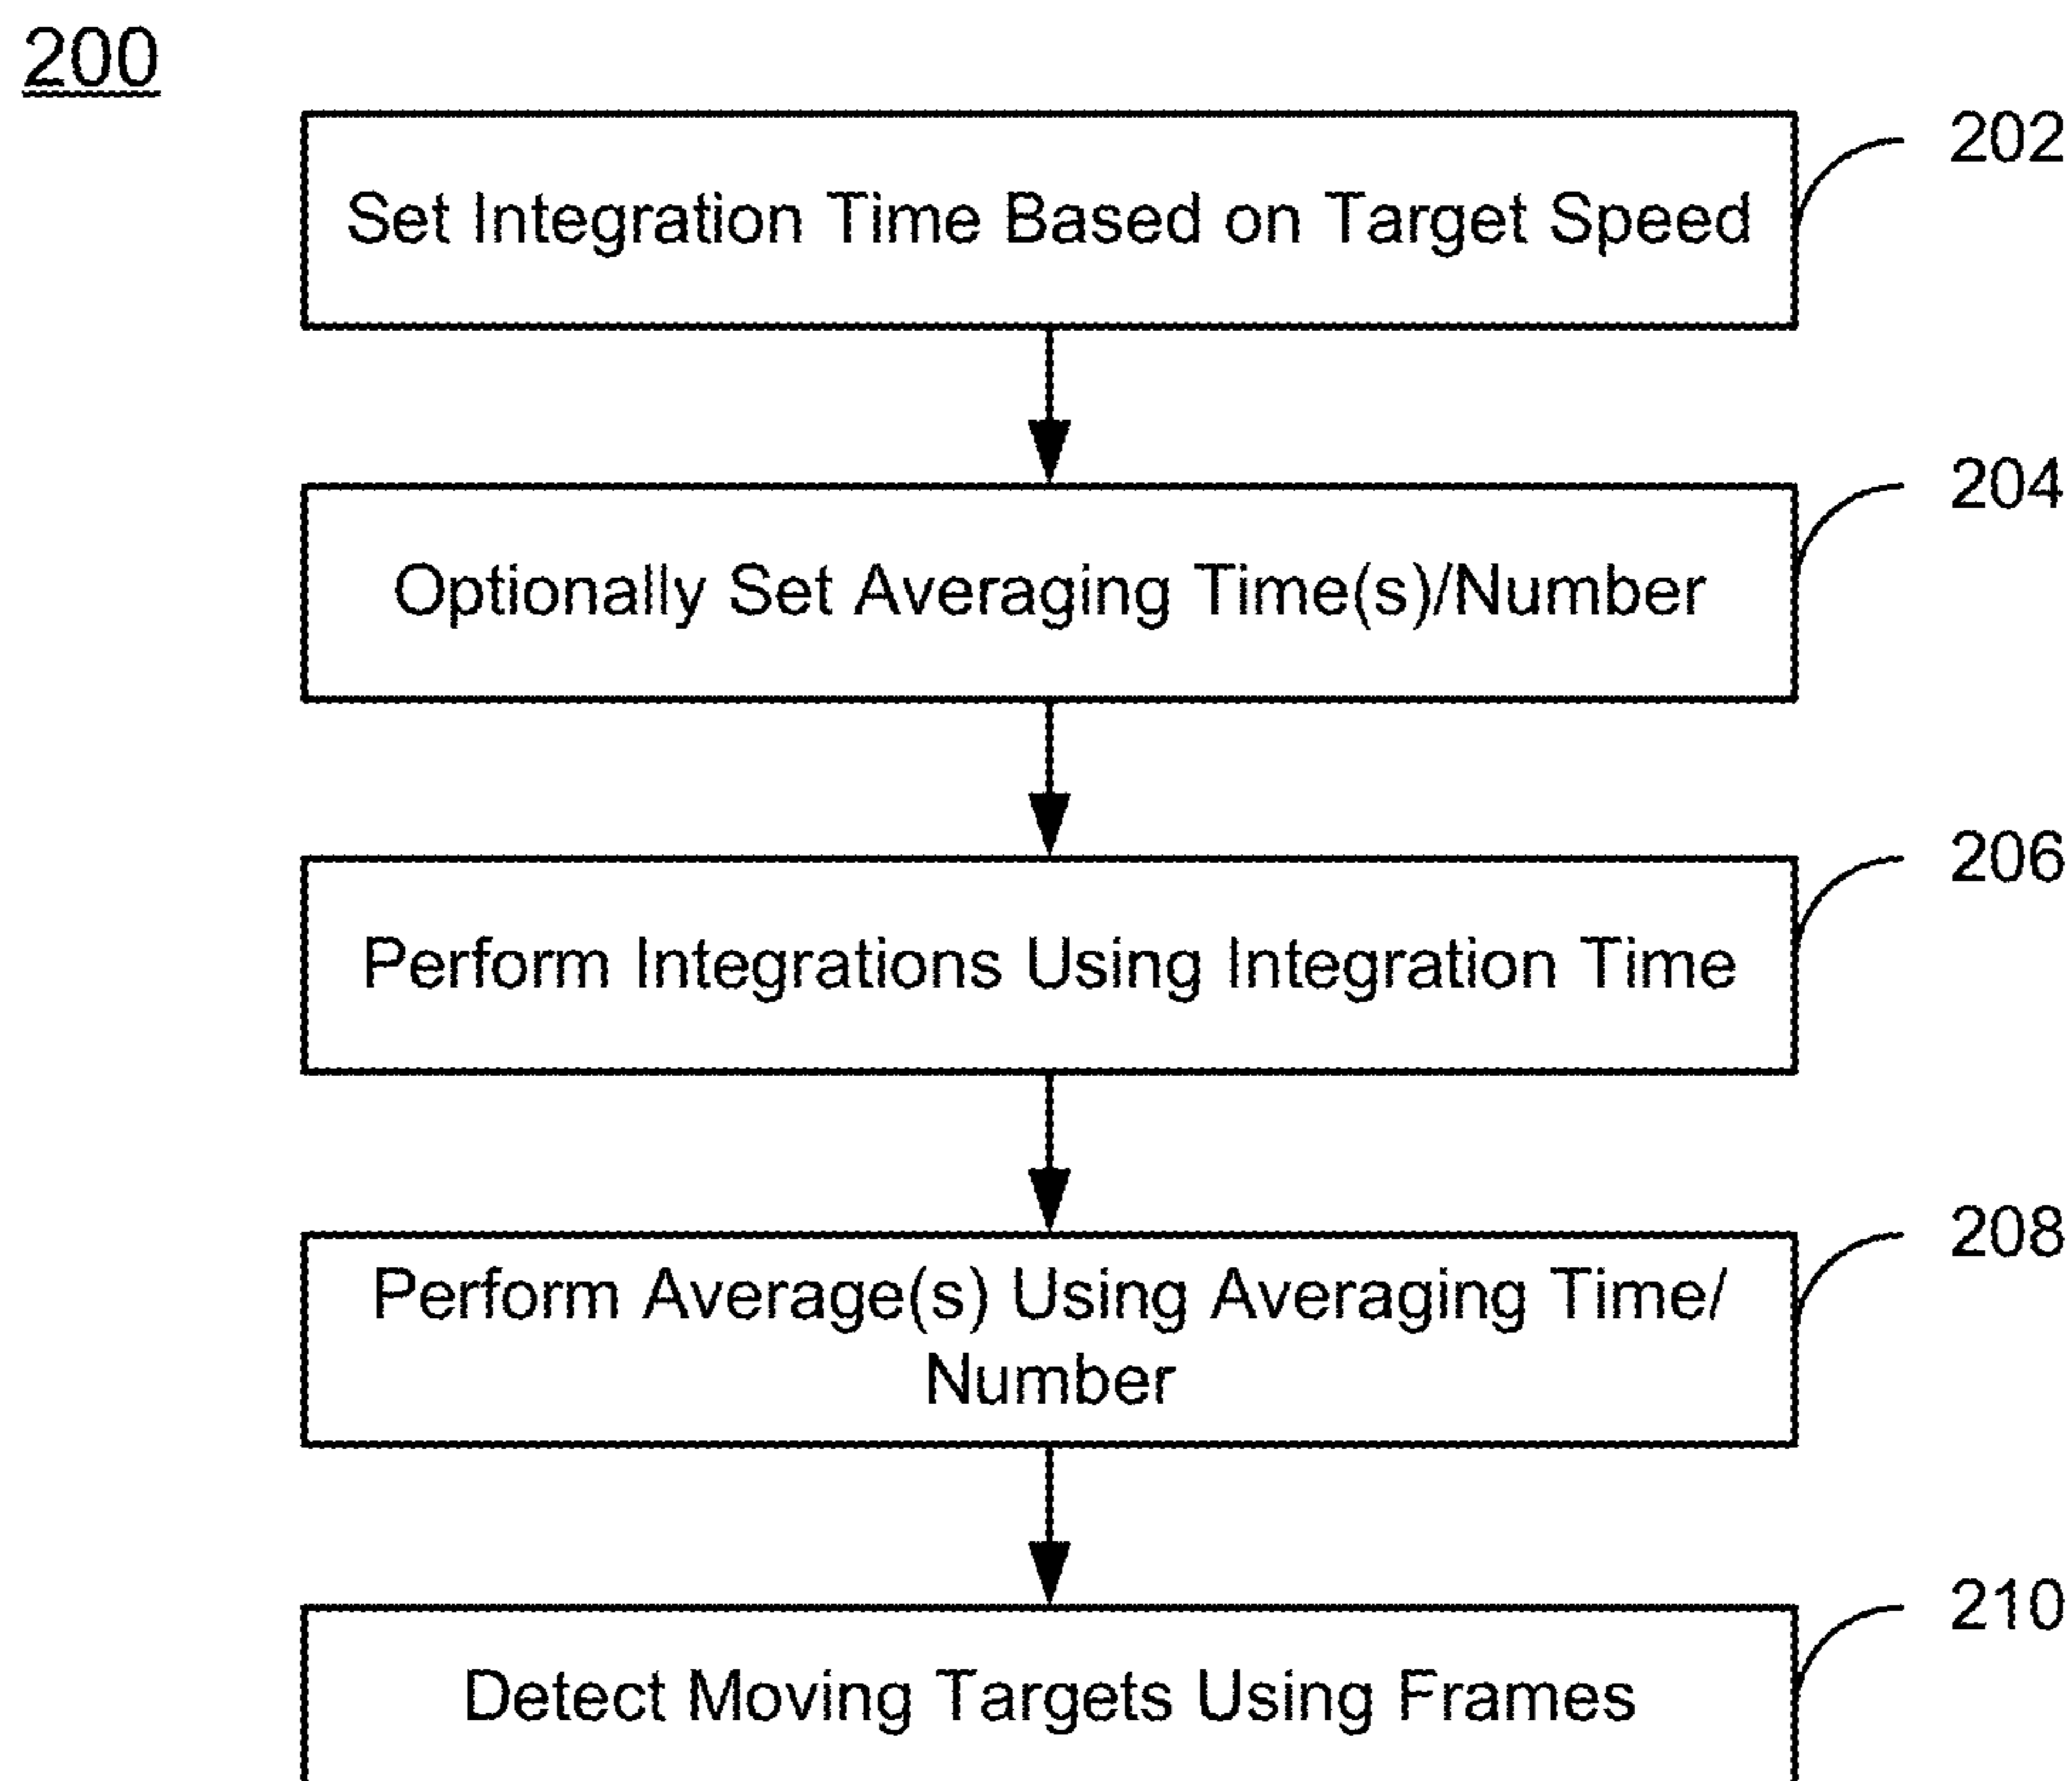 200
Set Integration Time Based on Target Speed
202
Optionally Set Averaging Time(s)/Number
204
Perform Integrations Using Integration Time
206
Perform Average(s) Using Averaging Time/
Number
208
Detect Moving Targets Using Frames
210